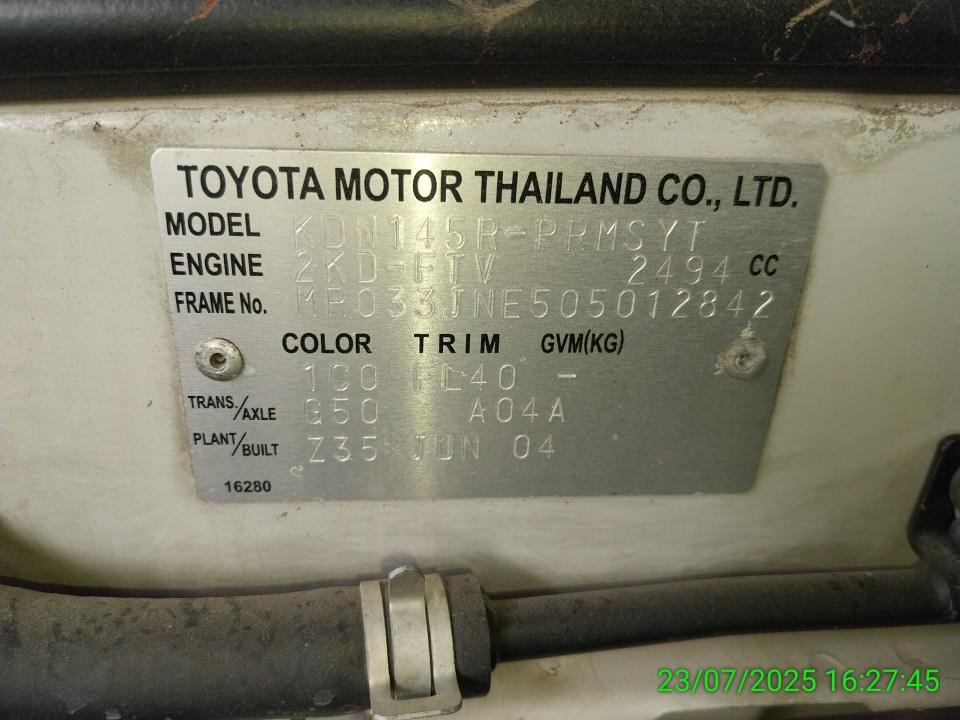 TOYOTA MOTOR THAILAND CO., LTD.
MODEL KDN145R-PRMSYT
ENGINE 2KD-FTV 2494 CC
FRAME No. MR033JNE505012842
COLOR TRIM GVM(KG)
1C0 FL40 -
TRANS./AXLE G50 A04A
PLANT/BUILT Z35 JUN 04
16280
23/07/2025 16:27:45